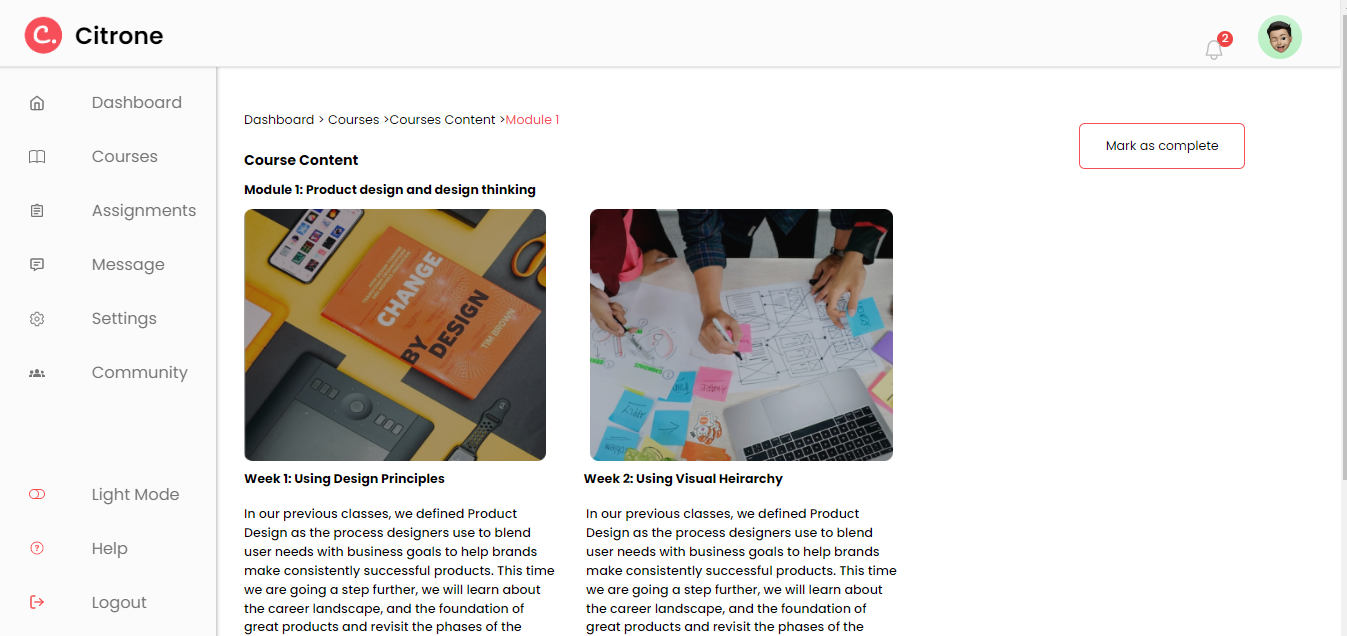 C.
Citrone
2
Dashboard
Courses
Assignments
Message
Settings
Community
Light Mode
Help
Logout
Dashboard > Courses >Courses Content >Module 1
Mark as complete
Course Content
Module 1: Product design and design thinking
CHANGE
BY
DESIGN
TIM BROWN
Week 1: Using Design Principles
In our previous classes, we defined Product
Design as the process designers use to blend
user needs with business goals to help brands
make consistently successful products. This time
we are going a step further, we will learn about
the career landscape, and the foundation of
great products and revisit the phases of the
Week 2: Using Visual Heirarchy
In our previous classes, we defined Product
Design as the process designers use to blend
user needs with business goals to help brands
make consistently successful products. This time
we are going a step further, we will learn about
the career landscape, and the foundation of
great products and revisit the phases of the